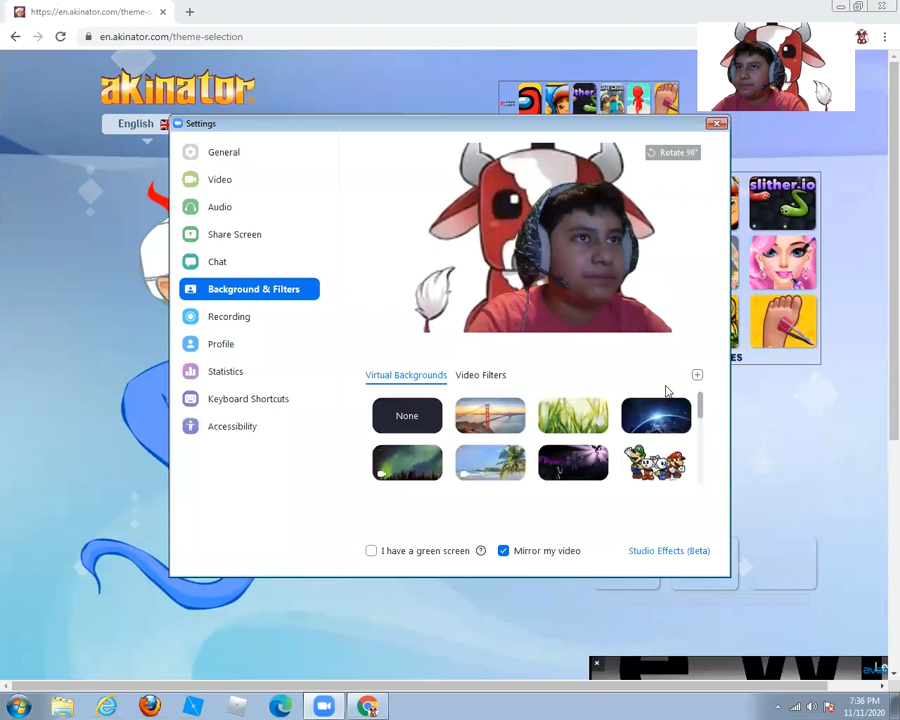 https://en.akinator.com/theme-s
en.akinator.com/theme-selection
akinator
English
Settings
General
Video
Audio
Share Screen
Chat
Background & Filters
Recording
Profile
Statistics
Keyboard Shortcuts
Accessibility
Rotate 90°
Virtual Backgrounds
Video Filters
None
I have a green screen
Mirror my video
Studio Effects (Beta)
slither.io
ES
7:36 PM
11/11/2020